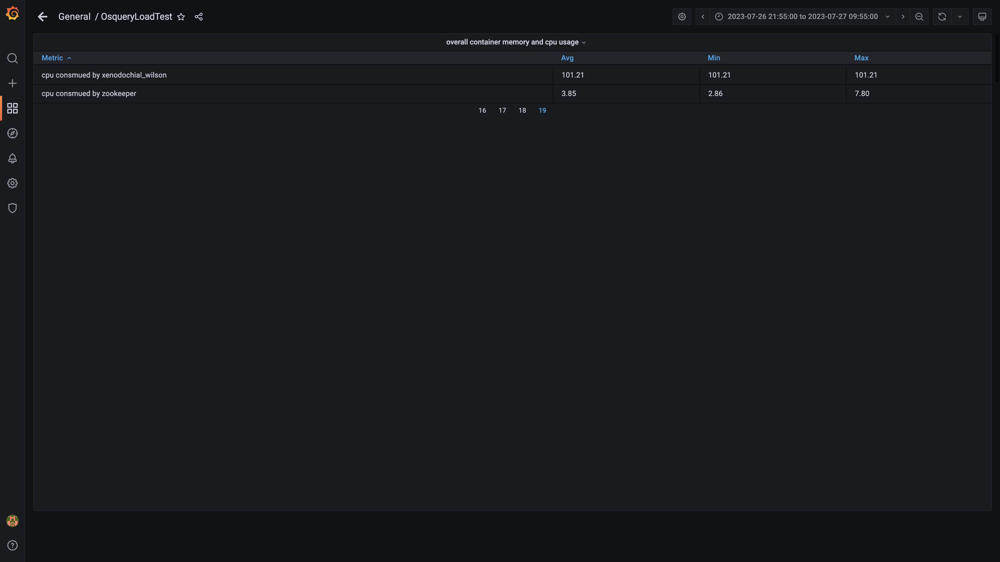 General / OsqueryLoadTest
2023-07-26 21:55:00 to 2023-07-27 09:55:00
overall container memory and cpu usage
Metric Avg Min Max
cpu consmued by xenodochial_wilson 101.21 101.21 101.21
cpu consmued by zookeeper 3.85 2.86 7.80
16 17 18 19